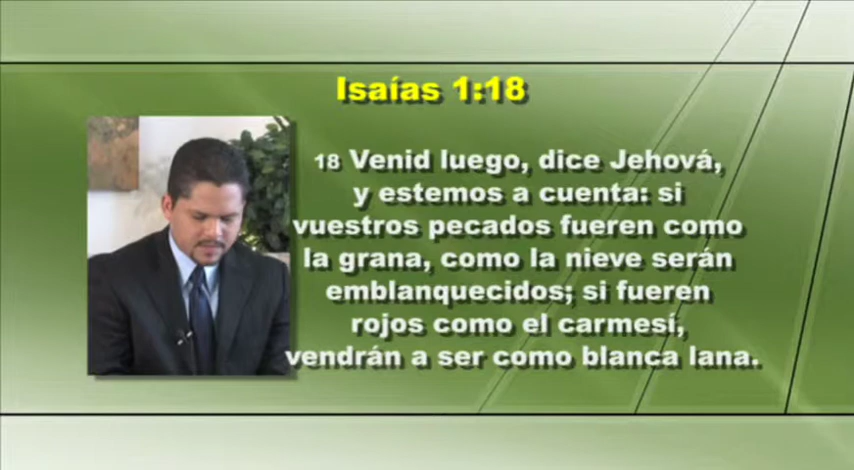 Isaías 1:18
18 Venid luego, dice Jehová,
y estemos a cuenta: si
vuestros pecados fueren como
la grana, como la nieve serán
emblanquecidos; si fueren
rojos como el carmesí,
vendrán a ser como blanca lana.